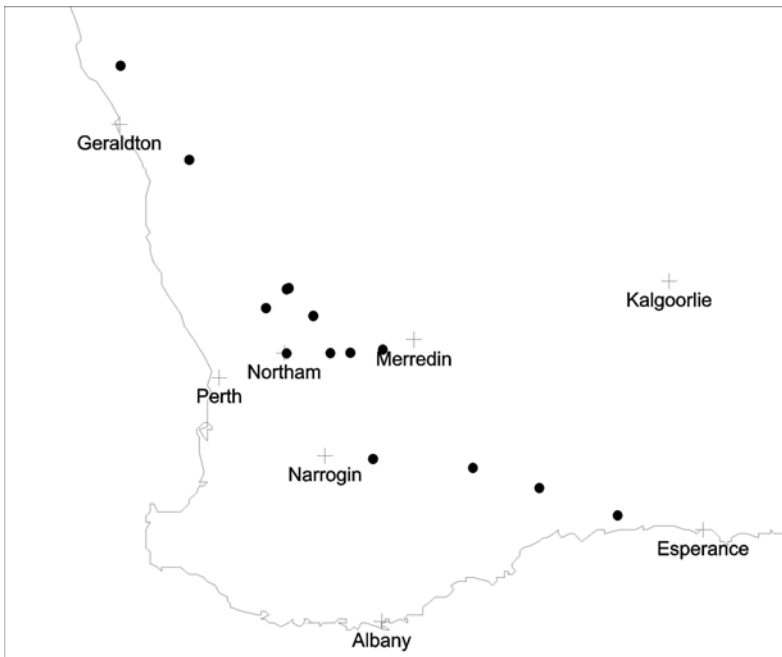 Geraldton
Kalgoorlie
Merredin
Northam
Perth
Narrogin
Esperance
Albany